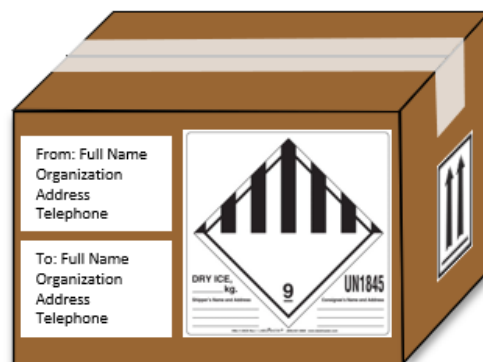 From: Full Name
Organization
Address
Telephone
To: Full Name
Organization
Address
Telephone
DRY ICE,
______ kg.
9
UN1845
Shipper's Name and Address
Consignee's Name and Address